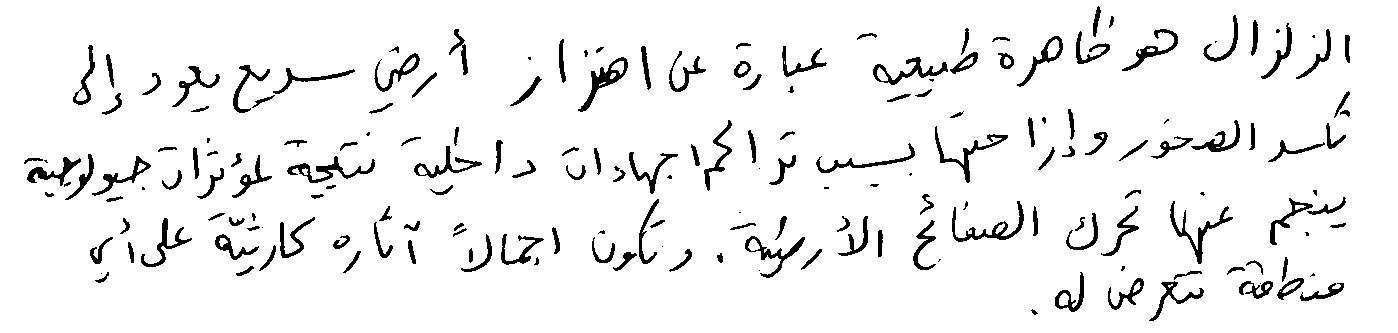 الزلزال هو ظاهرة طبيعية عبارة عن اهتزاز أرضي سريع يعود إلى
تكسر الصخور وإزاحتها بسبب تراكم اجهادات داخلية نتيجة لمؤثرات جيولوجية
ينجم عنها تحرك الصفائح الأرضية. وتكون اجمالاً آثاره كارثيّة على أي
منطقة تتعرض له.